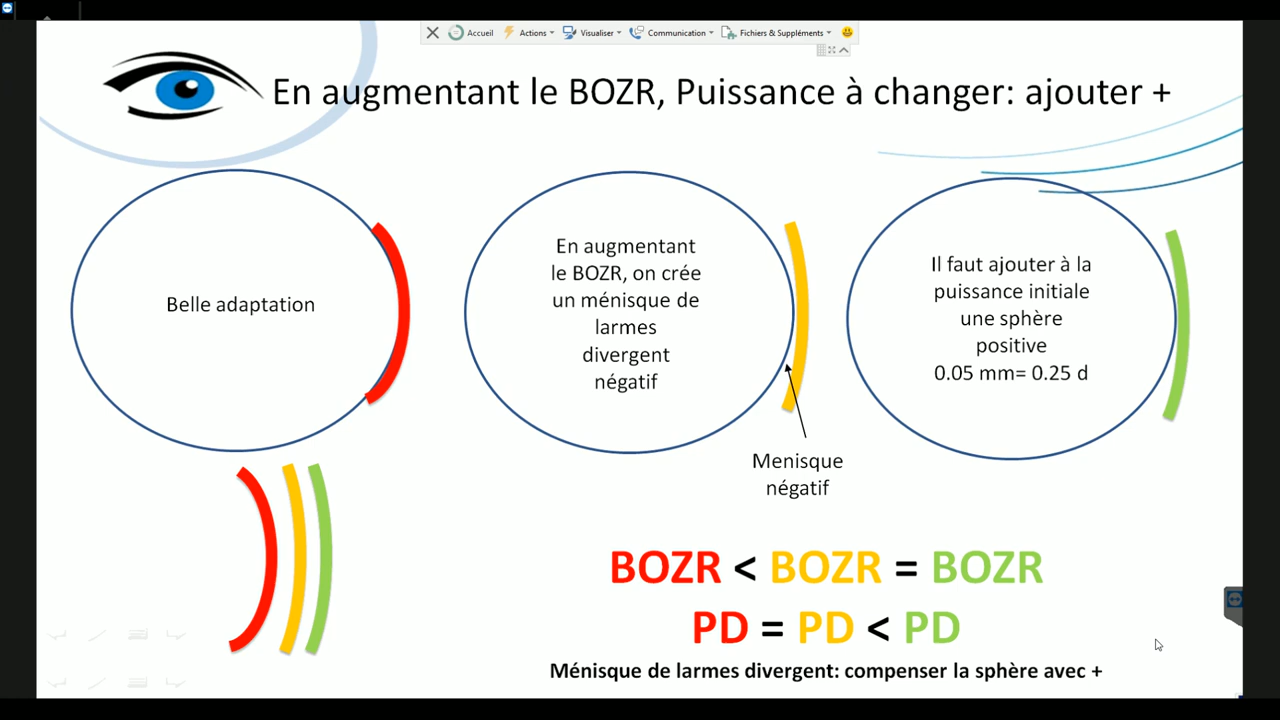 Accueil
Actions
Visualiser
Communication
Fichiers & Suppléments
En augmentant le BOZR, Puissance à changer: ajouter +
Belle adaptation
En augmentant
le BOZR, on crée
un ménisque de
larmes
divergent
négatif
Il faut ajouter à la
puissance initiale
une sphère
positive
0.05 mm= 0.25 d
Menisque
négatif
BOZR < BOZR = BOZR
PD = PD < PD
Ménisque de larmes divergent: compenser la sphère avec +